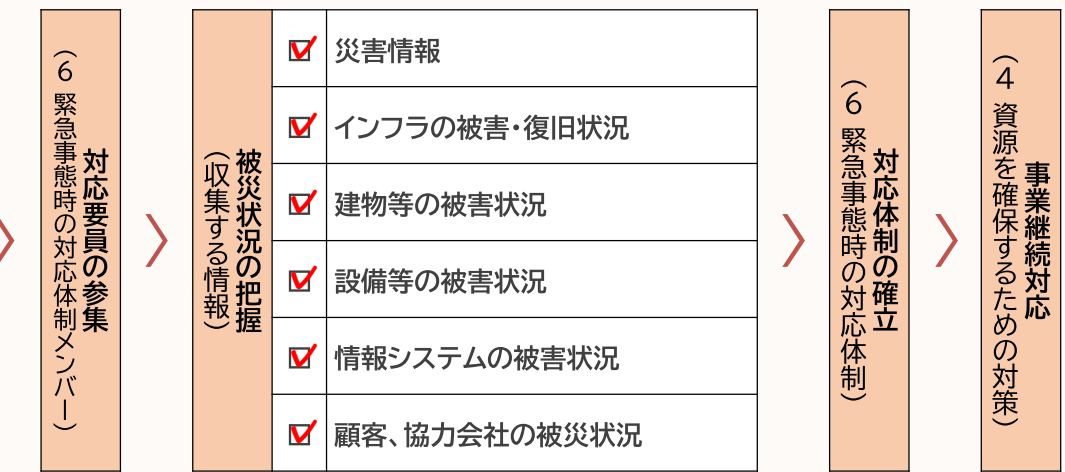 対応要員の参集
（6 緊急事態時の対応体制メンバー）
被災状況の把握
（収集する情報）
災害情報
インフラの被害・復旧状況
建物等の被害状況
設備等の被害状況
情報システムの被害状況
顧客、協力会社の被災状況
対応体制の確立
（6 緊急事態時の対応体制）
事業継続対応
（4 資源を確保するための対策）